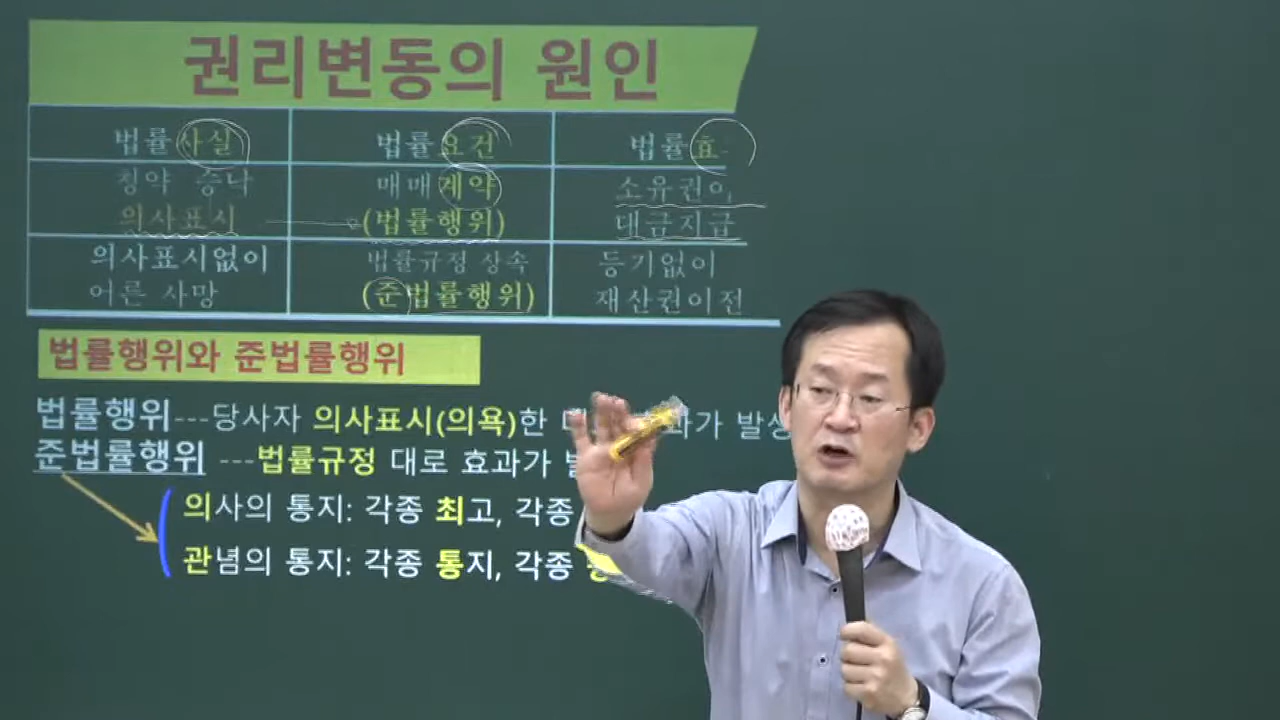 권리변동의 원인
법률사실 법률요건 법률효
청약 승낙 매매계약 소유권이
의사표시 (법률행위) 대금지급
의사표시없이 법률규정 상속 등기없이
어른 사망 (준법률행위) 재산권이전
법률행위와 준법률행위
법률행위---당사자 의사표시(의욕)한 가 발생
준법률행위 ---법률규정 대로 효과가
의사의 통지: 각종 최고, 각종
관념의 통지: 각종 통지, 각종